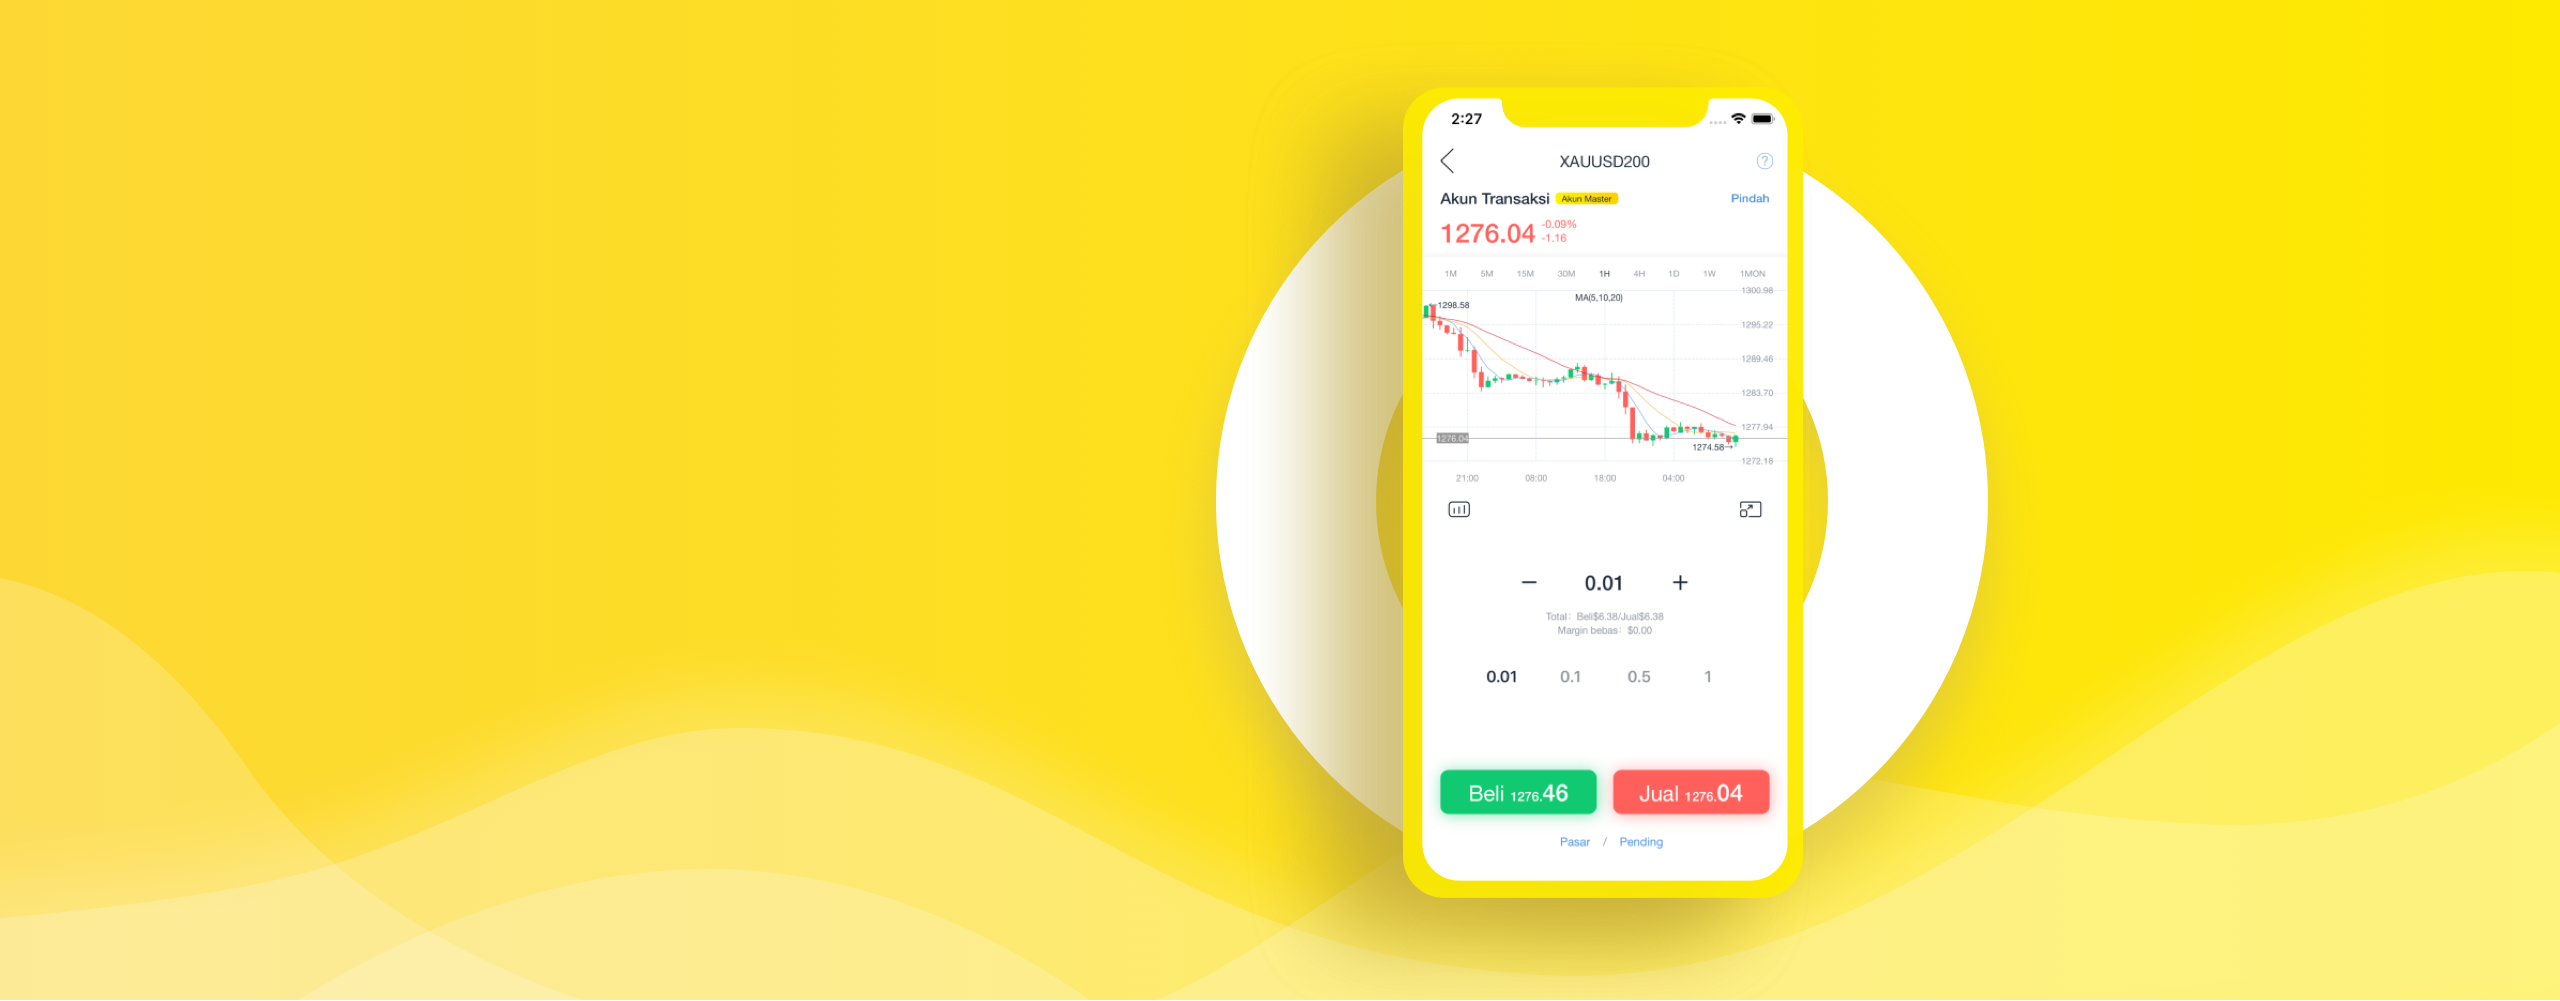 2:27
XAUUSD200
Akun Transaksi Akun Master Pindah
1276.04 -0.09%
-1.16
1M 5M 15M 30M 1H 4H 1D 1W 1MON
MA(5,10,20) 1300.98
←1298.58
1295.22
1289.46
1283.70
1277.94
1276.04
1274.58→
1272.18
21:00 08:00 18:00 04:00
− 0.01 +
Total: Beli$6.38/Jual$6.38
Margin bebas: $0.00
0.01 0.1 0.5 1
Beli 1276.46 Jual 1276.04
Pasar / Pending